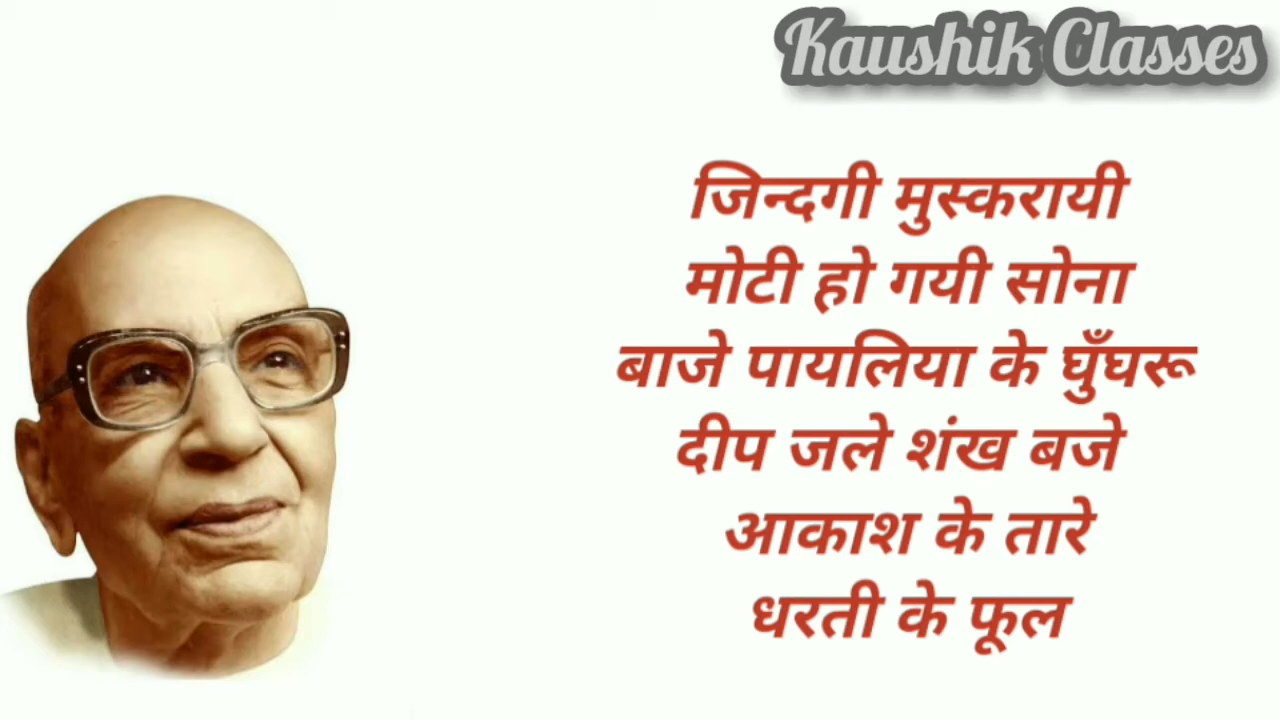 Kaushik Classes
जिन्दगी मुस्करायी
मोटी हो गयी सोना
बाजे पायलिया के घुँघरू
दीप जले शंख बजे
आकाश के तारे
धरती के फूल